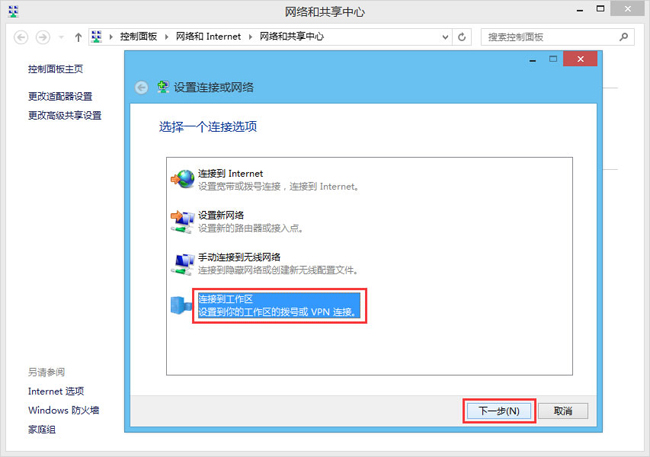 网络和共享中心
控制面板 网络和 Internet 网络和共享中心
搜索控制面板
控制面板主页
更改适配器设置
更改高级共享设置
设置连接或网络
选择一个连接选项
连接到 Internet
设置宽带或拨号连接，连接到 Internet。
设置新网络
设置新的路由器或接入点。
手动连接到无线网络
连接到隐藏网络或创建新无线配置文件。
连接到工作区
设置到你的工作区的拨号或 VPN 连接。
另请参阅
Internet 选项
Windows 防火墙
家庭组
下一步(N)
取消